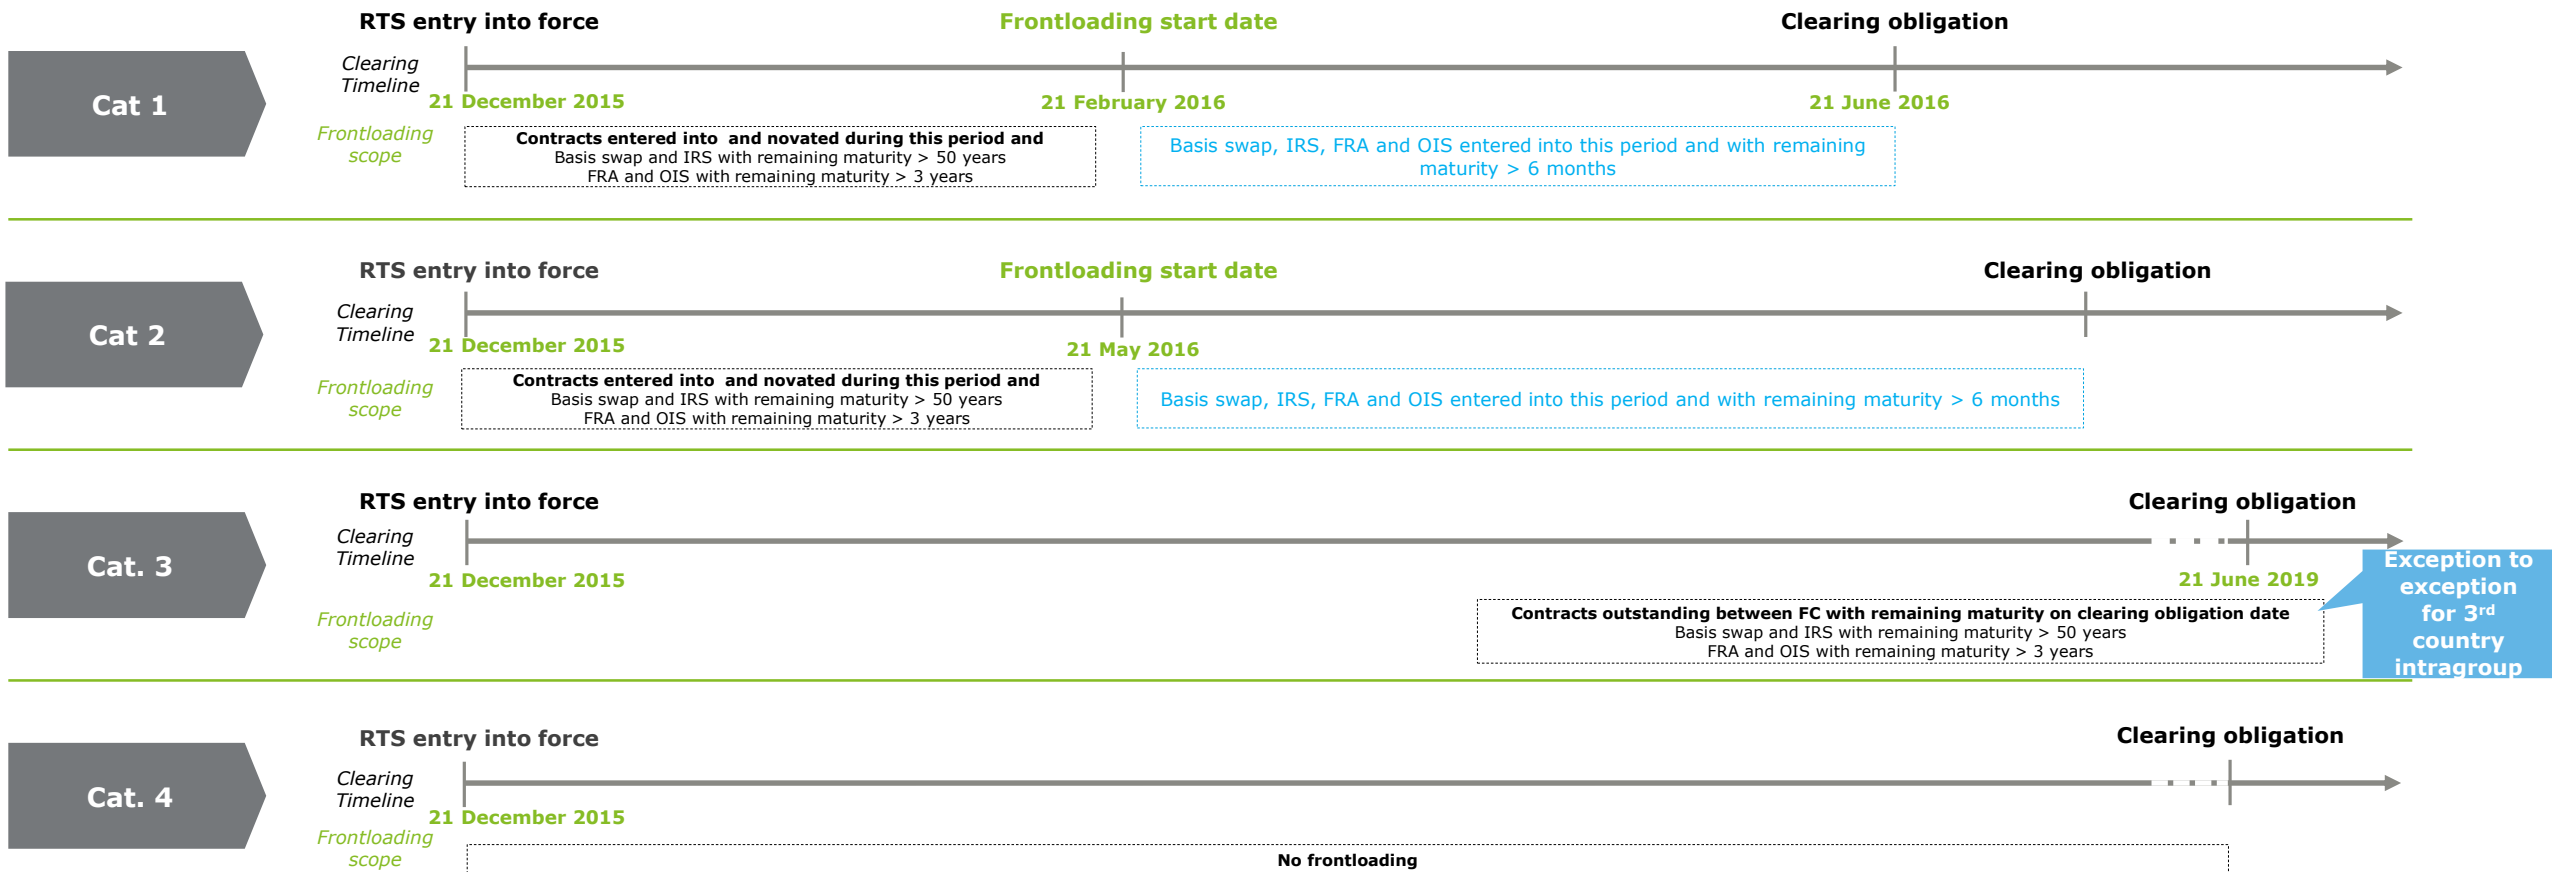 RTS entry into force
Frontloading start date
Clearing obligation
Cat 1
Clearing
Timeline
21 December 2015
21 February 2016
21 June 2016
Frontloading
scope
Contracts entered into  and novated during this period and
Basis swap and IRS with remaining maturity > 50 years
FRA and OIS with remaining maturity > 3 years
Basis swap, IRS, FRA and OIS entered into this period and with remaining
maturity > 6 months
RTS entry into force
Frontloading start date
Clearing obligation
Cat 2
Clearing
Timeline
21 December 2015
21 May 2016
Frontloading
scope
Contracts entered into  and novated during this period and
Basis swap and IRS with remaining maturity > 50 years
FRA and OIS with remaining maturity > 3 years
Basis swap, IRS, FRA and OIS entered into this period and with remaining maturity > 6 months
RTS entry into force
Clearing obligation
Cat. 3
Clearing
Timeline
21 December 2015
21 June 2019
Frontloading
scope
Contracts outstanding between FC with remaining maturity on clearing obligation date
Basis swap and IRS with remaining maturity > 50 years
FRA and OIS with remaining maturity > 3 years
Exception to
exception
for 3rd
country
intragroup
RTS entry into force
Clearing obligation
Cat. 4
Clearing
Timeline
21 December 2015
Frontloading
scope
No frontloading